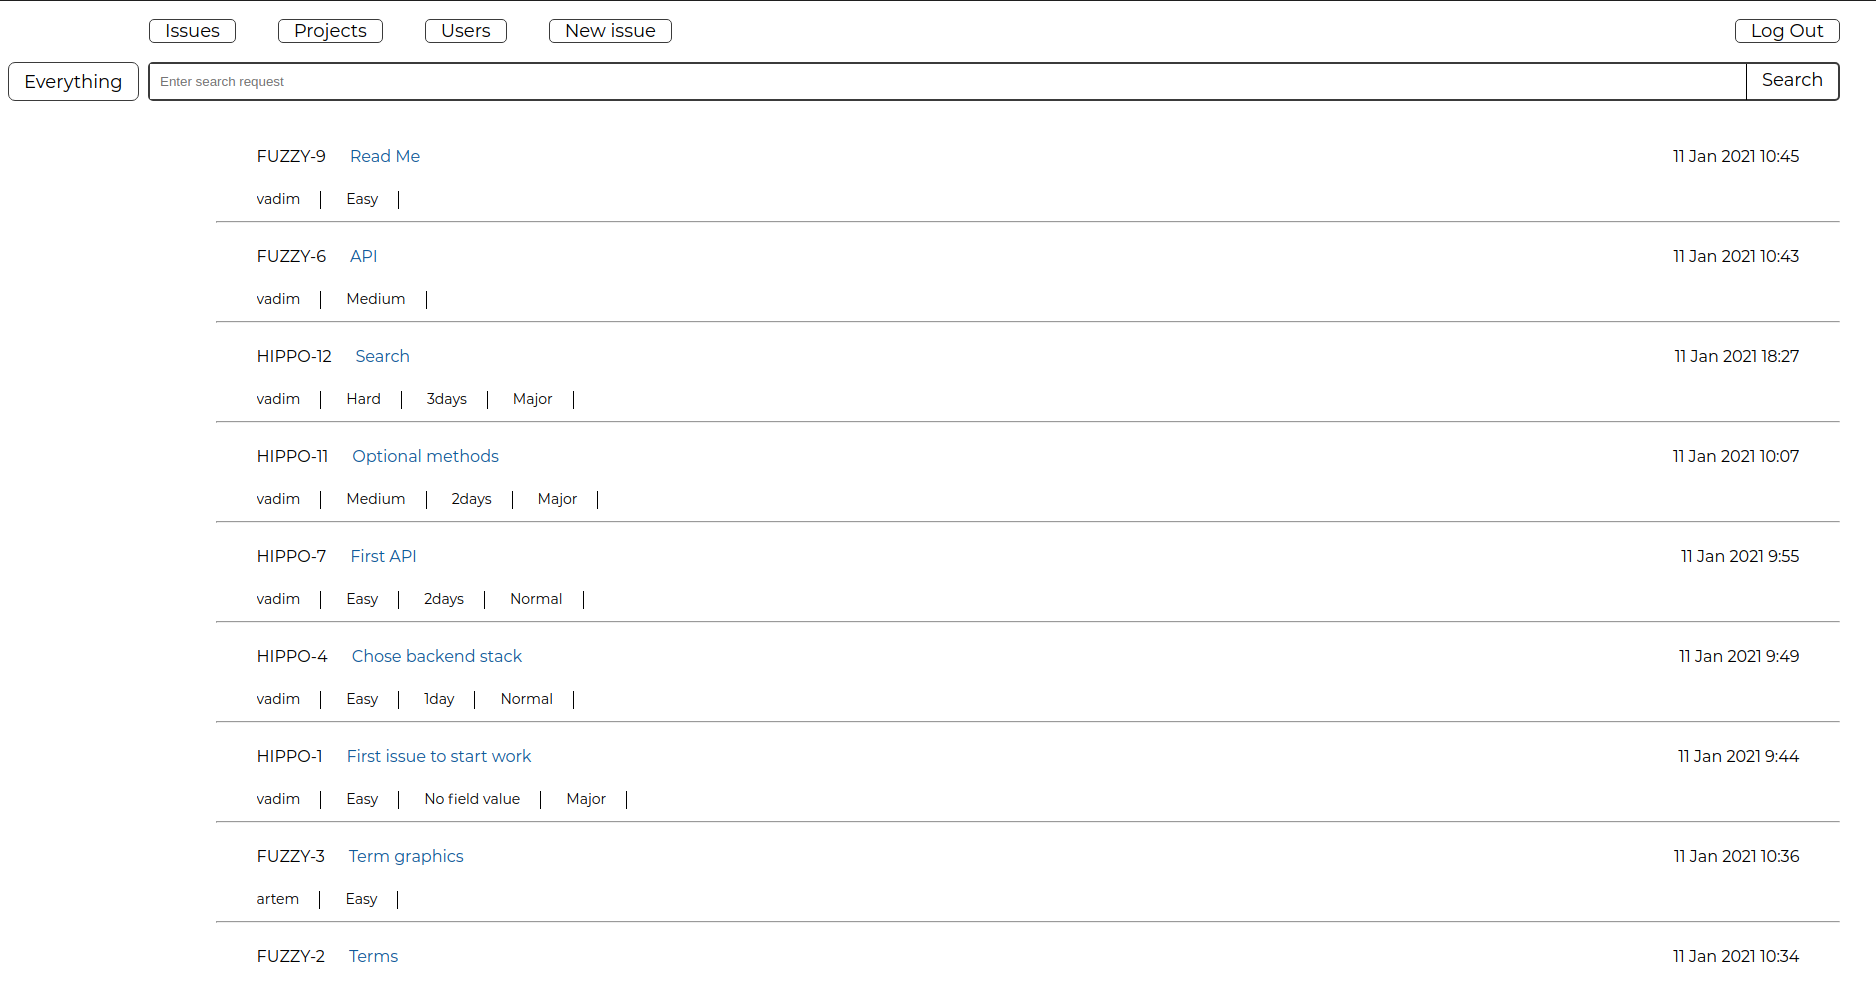 Issues Projects Users New issue Log Out
Everything Enter search request Search
FUZZY-9 Read Me 11 Jan 2021 10:45
vadim | Easy |
FUZZY-6 API 11 Jan 2021 10:43
vadim | Medium |
HIPPO-12 Search 11 Jan 2021 18:27
vadim | Hard | 3days | Major |
HIPPO-11 Optional methods 11 Jan 2021 10:07
vadim | Medium | 2days | Major |
HIPPO-7 First API 11 Jan 2021 9:55
vadim | Easy | 2days | Normal |
HIPPO-4 Chose backend stack 11 Jan 2021 9:49
vadim | Easy | 1day | Normal |
HIPPO-1 First issue to start work 11 Jan 2021 9:44
vadim | Easy | No field value | Major |
FUZZY-3 Term graphics 11 Jan 2021 10:36
artem | Easy |
FUZZY-2 Terms 11 Jan 2021 10:34